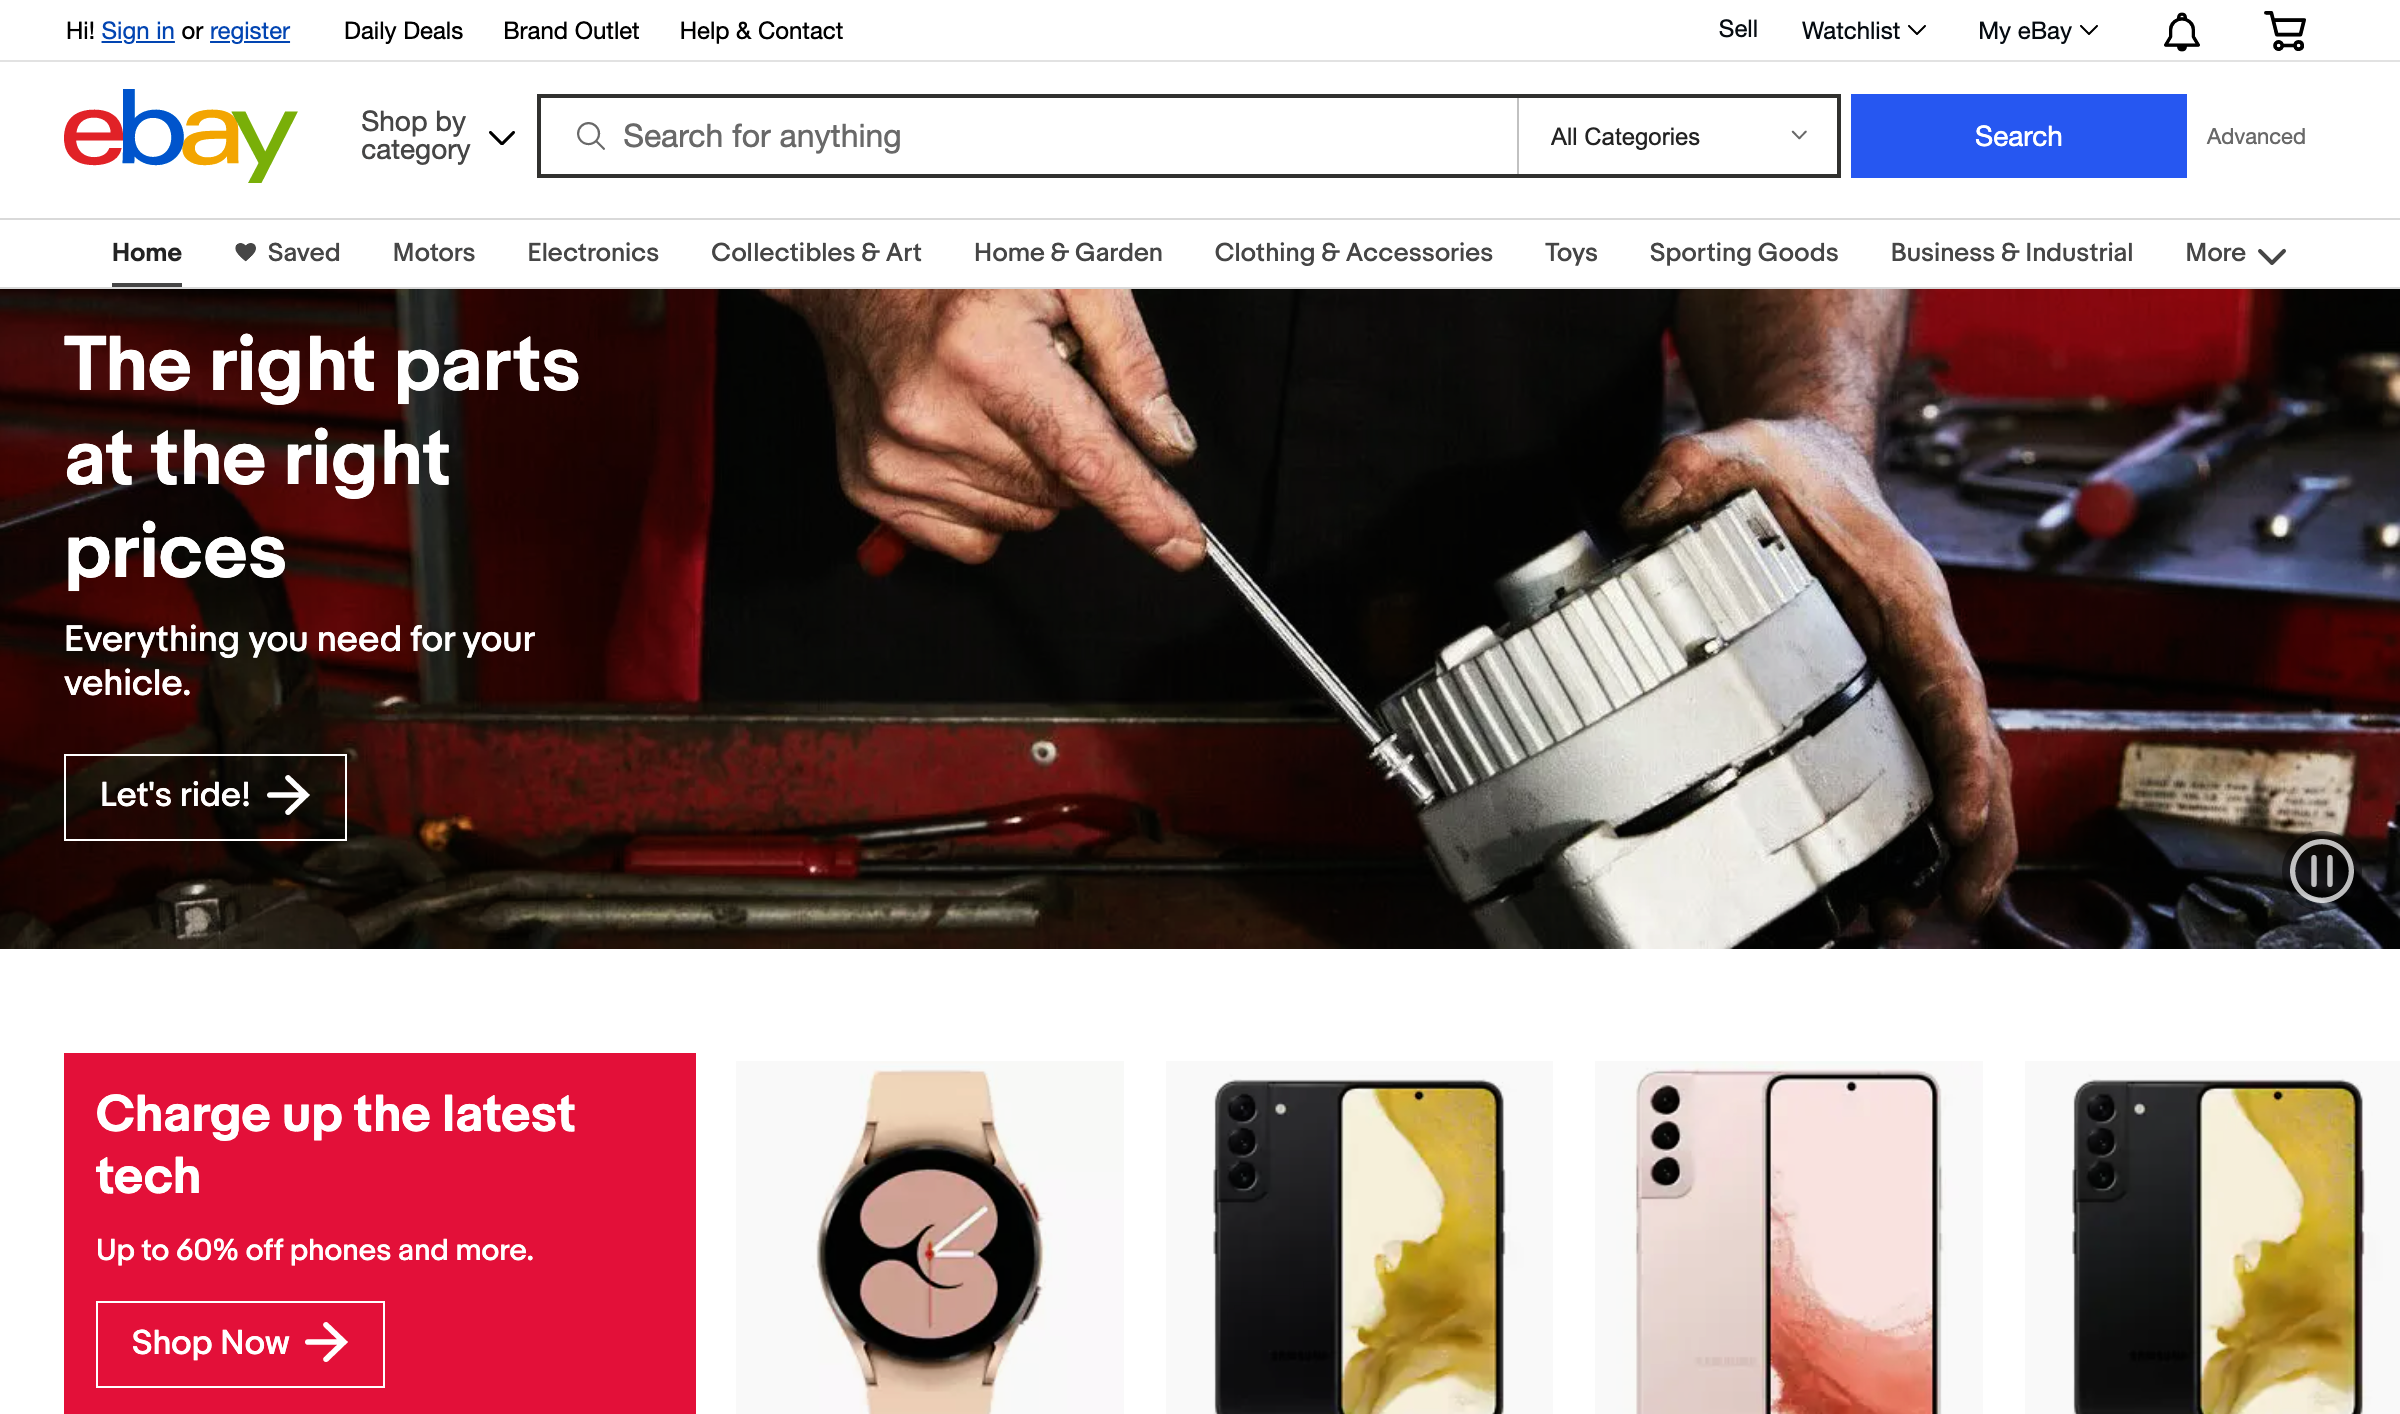 Hi! Sign in or register Daily Deals Brand Outlet Help & Contact Sell Watchlist My eBay
ebay
Shop by
category
Search for anything All Categories Search Advanced
Home Saved Motors Electronics Collectibles & Art Home & Garden Clothing & Accessories Toys Sporting Goods Business & Industrial More
The right parts
at the right
prices
Everything you need for your
vehicle.
Let's ride!
Charge up the latest
tech
Up to 60% off phones and more.
Shop Now